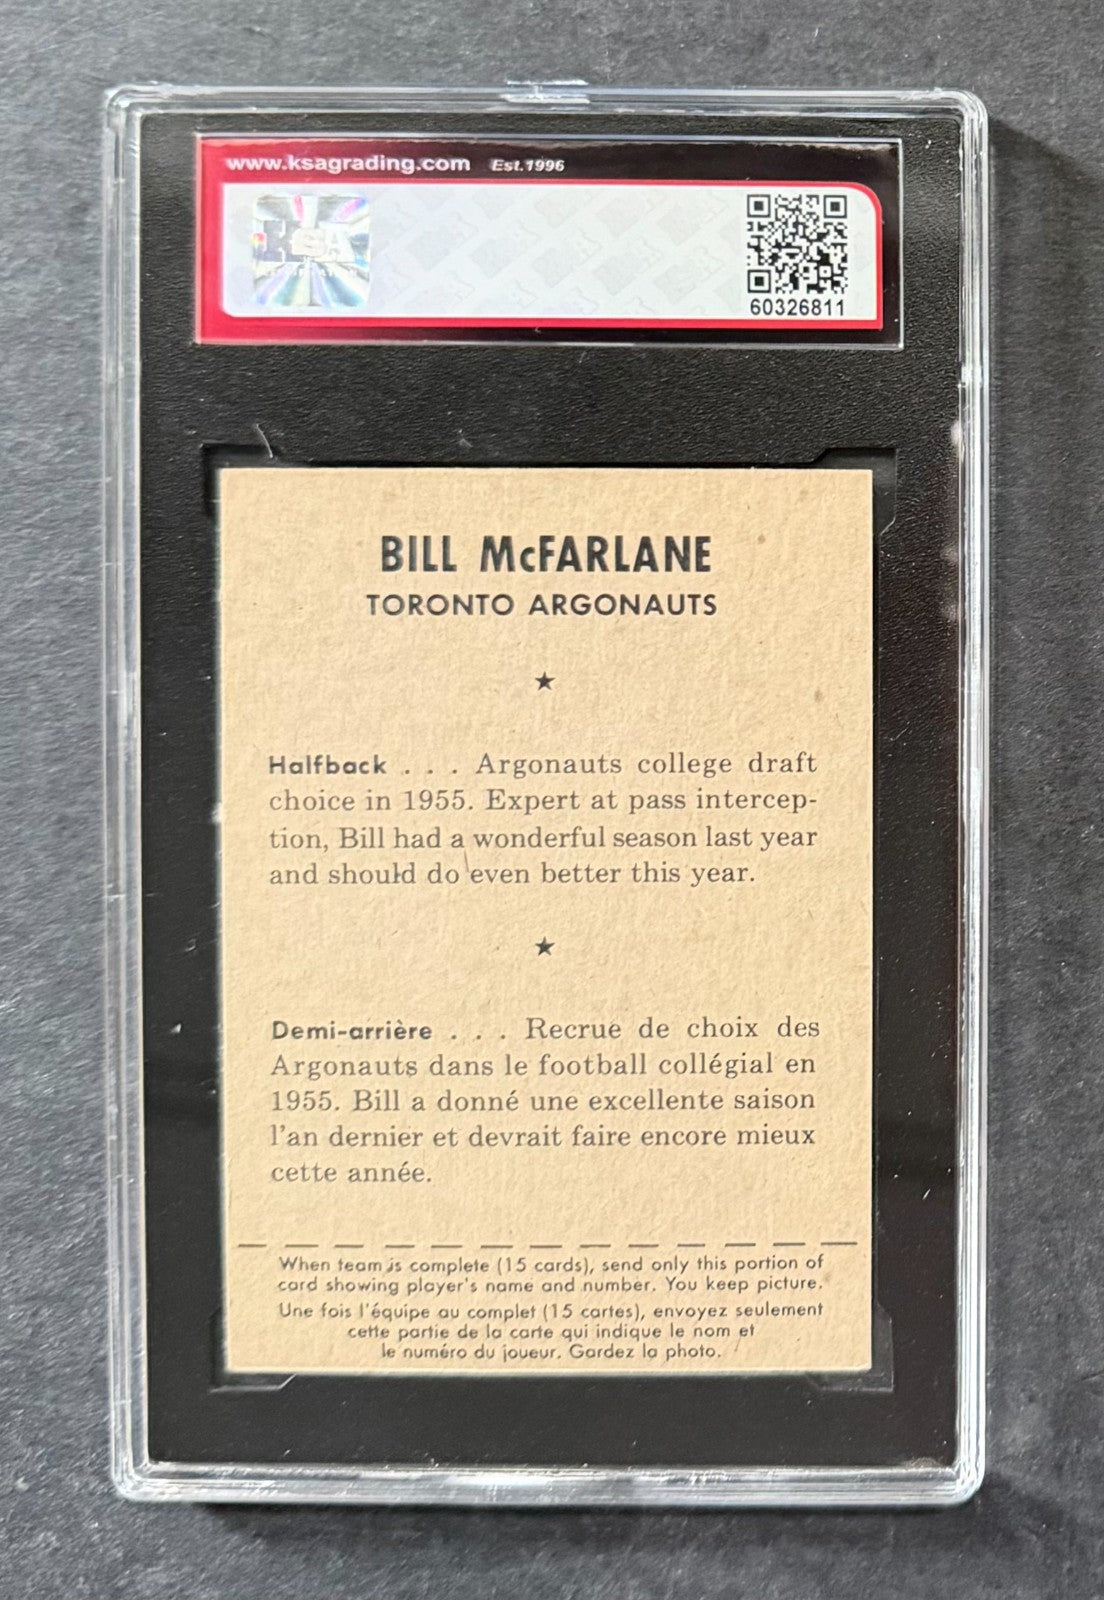 www.ksagrading.com Est.1996
KSA
60326811
BILL McFARLANE
TORONTO ARGONAUTS
★
Halfback . . . Argonauts college draft
choice in 1955. Expert at pass intercep-
tion, Bill had a wonderful season last year
and should do even better this year.
★
Demi-arrière . . . Recrue de choix des
Argonauts dans le football collégial en
1955. Bill a donné une excellente saison
l'an dernier et devrait faire encore mieux
cette année.
When team is complete (15 cards), send only this portion of
card showing player's name and number. You keep picture.
Une fois l'équipe au complet (15 cartes), envoyez seulement
cette partie de la carte qui indique le nom et
le numéro du joueur. Gardez la photo.